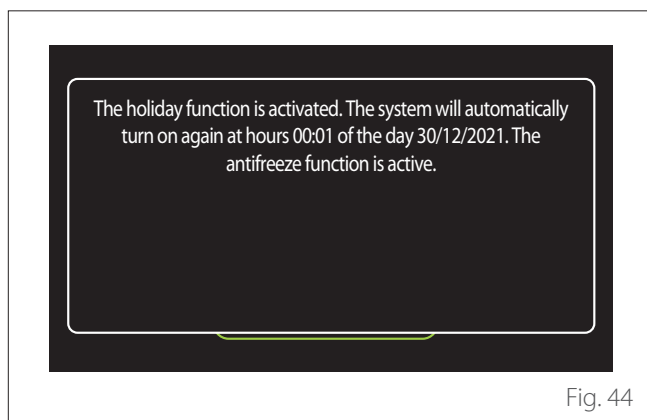 The holiday function is activated. The system will automatically
turn on again at hours 00:01 of the day 30/12/2021. The
antifreeze function is active.
Fig. 44